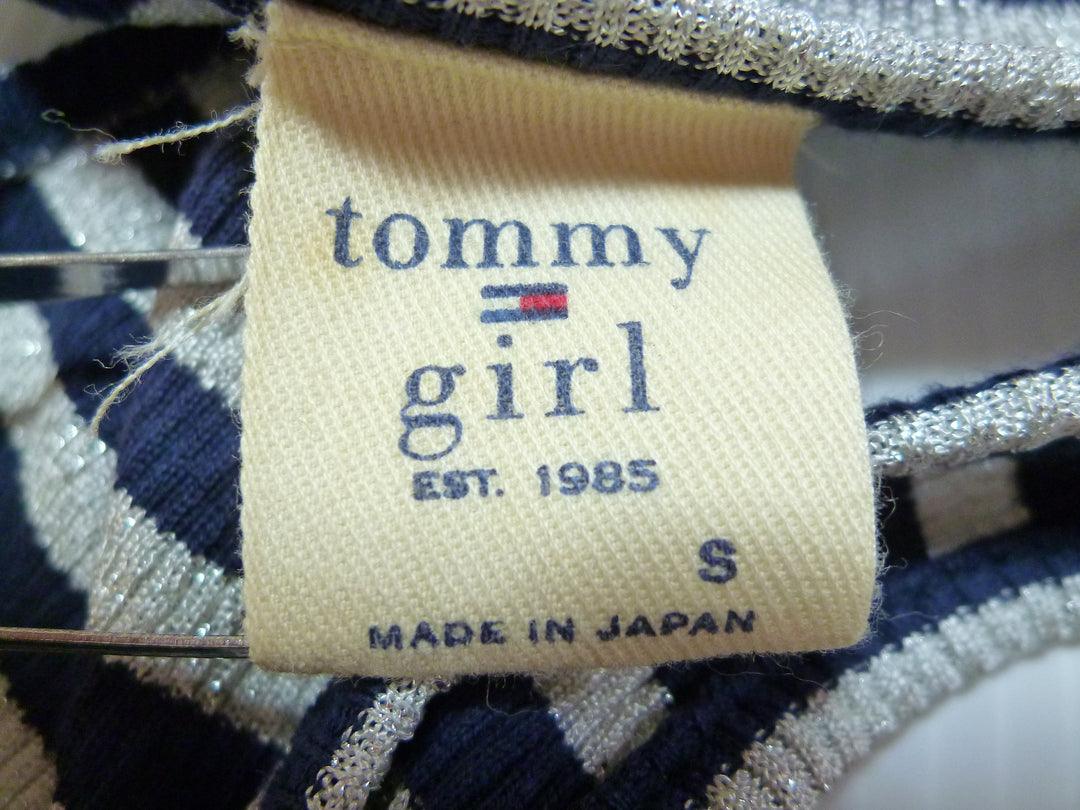 tommy
girl
EST. 1985
S
MADE IN JAPAN